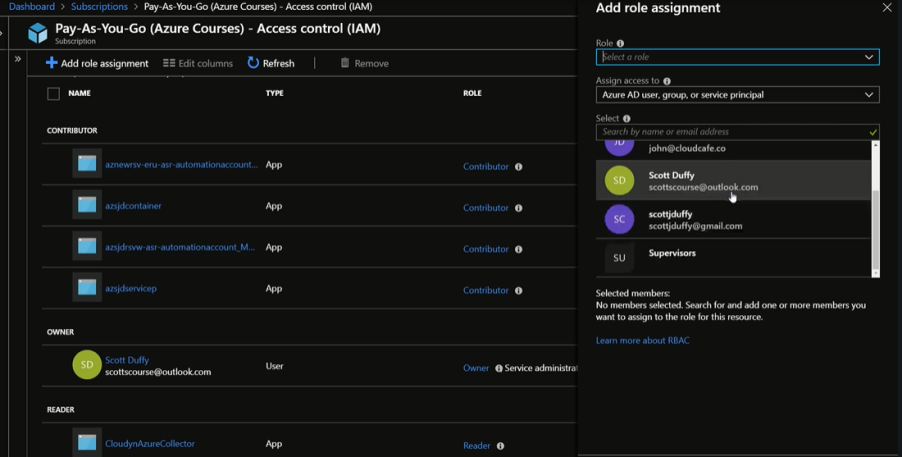 Dashboard > Subscriptions > Pay-As-You-Go (Azure Courses) - Access control (IAM)
Pay-As-You-Go (Azure Courses) - Access control (IAM)
Subscription
Add role assignment
Edit columns
Refresh
Remove
NAME
TYPE
ROLE
CONTRIBUTOR
aznewrsv-eru-asr-automationaccount...
App
Contributor
azsjdcontainer
App
Contributor
azsjdrsvw-asr-automationaccount_M...
App
Contributor
azsjdservicep
App
Contributor
OWNER
SD
Scott Duffy
scottscourse@outlook.com
User
Owner
Service administra
READER
CloudynAzureCollector
App
Reader
Add role assignment
Role
Select a role
Assign access to
Azure AD user, group, or service principal
Select
Search by name or email address
JD
john@cloudcafe.co
SD
Scott Duffy
scottscourse@outlook.com
SC
scottjduffy
scottjduffy@gmail.com
SU
Supervisors
Selected members:
No members selected. Search for and add one or more members you
want to assign to the role for this resource.
Learn more about RBAC